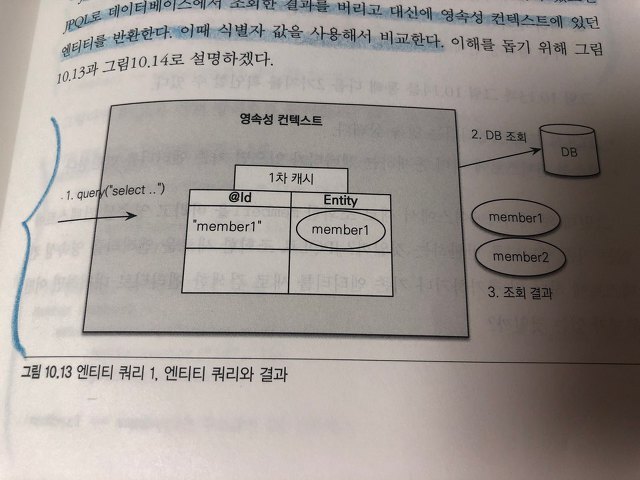 JPQL로 데이터베이스에서 조회한 결과를 버리고 대신에 영속성 컨텍스트에 있던
엔티티를 반환한다. 이때 식별자 값을 사용해서 비교한다. 이해를 돕기 위해 그림
10.13과 그림10.14로 설명하겠다.
영속성 컨텍스트
2. DB 조회
DB
1차 캐시
1. query("select ..")
@Id
Entity
"member1"
member1
member1
member2
3. 조회 결과
그림 10.13 엔티티 쿼리 1, 엔티티 쿼리와 결과